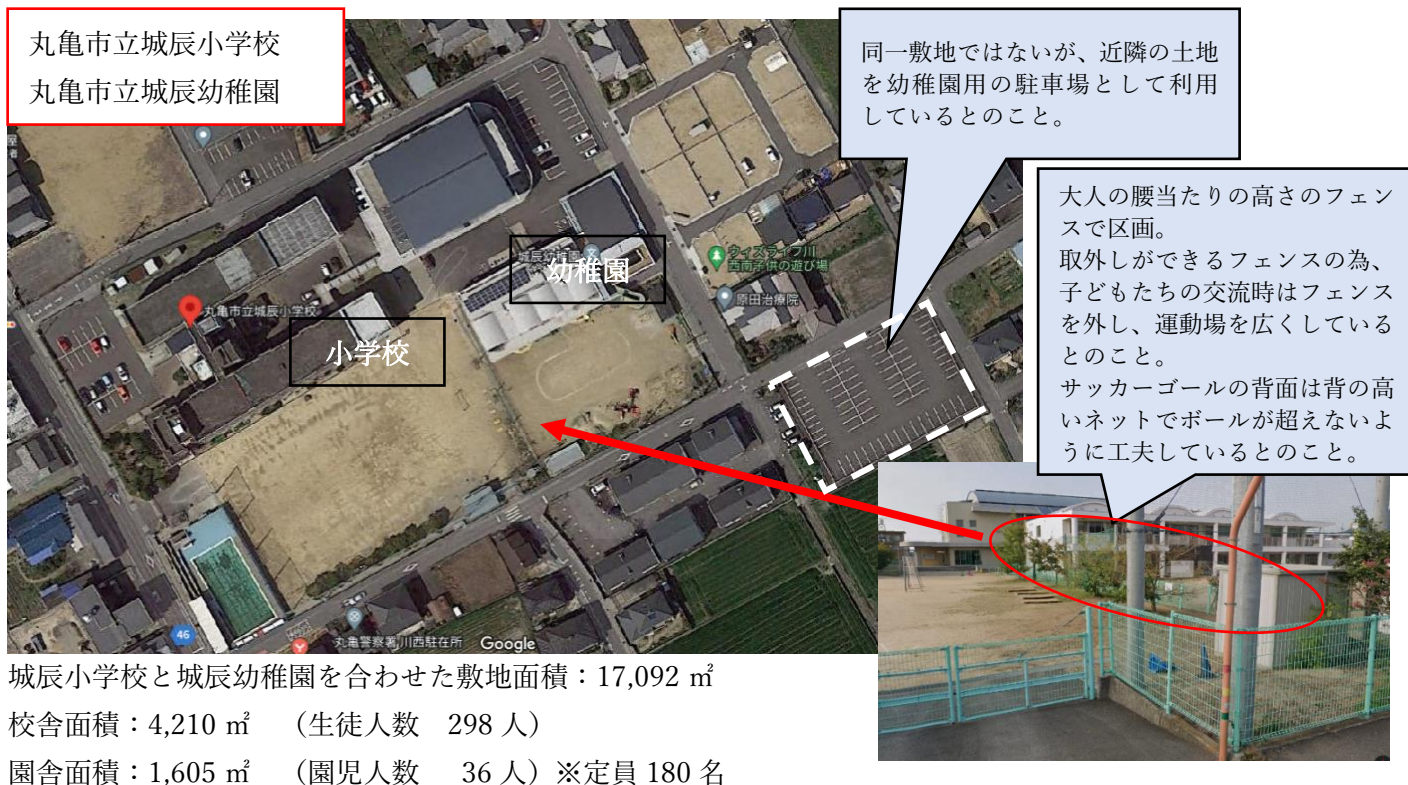 丸亀市立城辰小学校
丸亀市立城辰幼稚園
同一敷地ではないが、近隣の土地
を幼稚園用の駐車場として利用
しているとのこと。
大人の腰当たりの高さのフェン
スで区画。
取外しができるフェンスの為、
子どもたちの交流時はフェンス
を外し、運動場を広くしている
とのこと。
サッカーゴールの背面は背の高
いネットでボールが超えないよ
うに工夫しているとのこと。
城辰幼稚園
幼稚園
ウィズライフ川
西南子供の遊び場
原田治療院
丸亀市立城辰小学校
小学校
46
丸亀警察署川西駐在所
Google
城辰小学校と城辰幼稚園を合わせた敷地面積：17,092 ㎡
校舎面積：4,210 ㎡　（生徒人数　298 人）
園舎面積：1,605 ㎡　（園児人数　 36 人）※定員 180 名